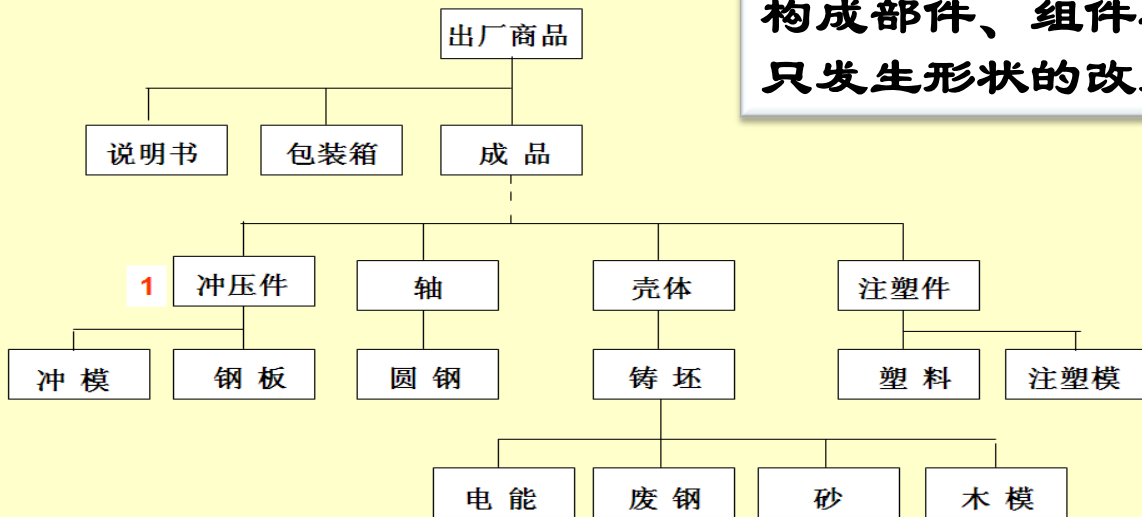 构成部件、组件
只发生形状的改
出厂商品
说明书
包装箱
成 品
1
冲压件
轴
壳体
注塑件
冲 模
钢 板
圆 钢
铸 坯
塑 料
注塑模
电 能
废 钢
砂
木 模